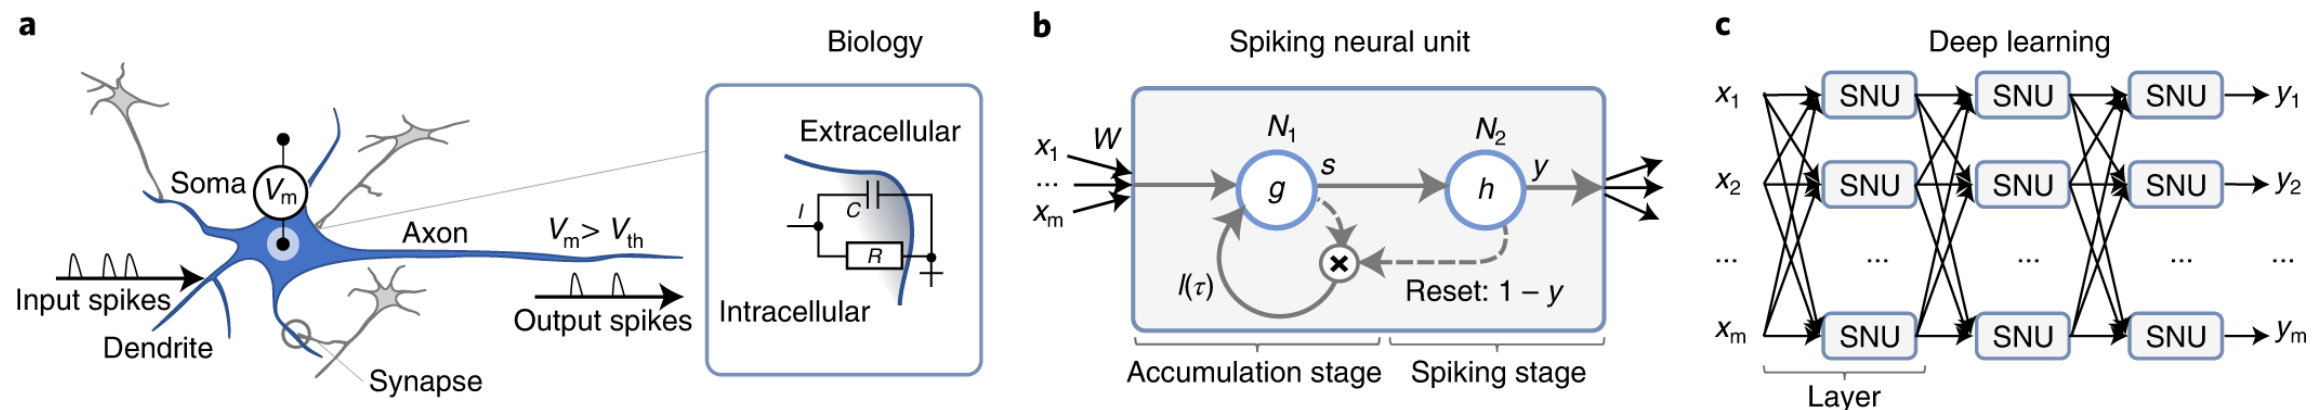 a
Biology
Extracellular
Soma
Vm
I
C
R
Axon
Vm > Vth
Input spikes
Output spikes
Intracellular
Dendrite
Synapse
b
Spiking neural unit
x1
...
xm
W
N1
g
s
N2
h
y
l(τ)
Reset: 1 – y
Accumulation stage
Spiking stage
c
Deep learning
x1 SNU SNU SNU y1
x2 SNU SNU SNU y2
... ... ... ... ...
xm SNU SNU SNU ym
Layer